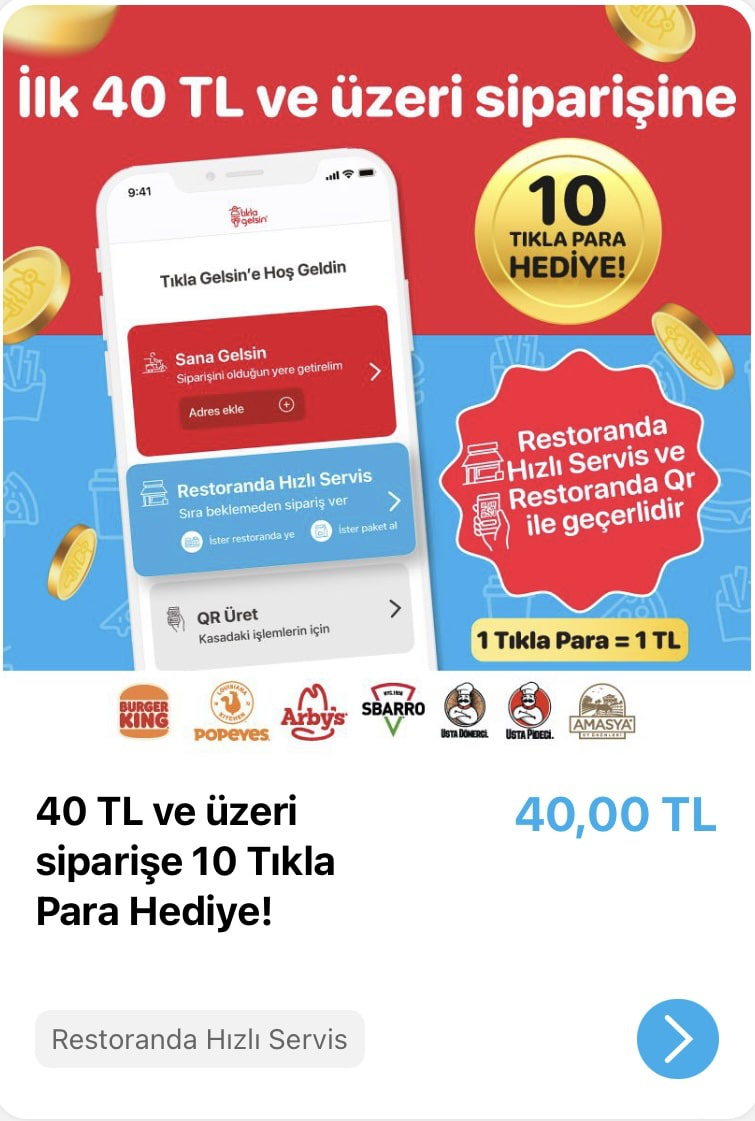 İlk 40 TL ve üzeri siparişine
10
TIKLA PARA
HEDİYE!
9:41
tıkla
gelsin
Tıkla Gelsin'e Hoş Geldin
Sana Gelsin
Siparişini olduğun yere getirelim
Adres ekle
Restoranda Hızlı Servis
Sıra beklemeden sipariş ver
İster restoranda ye
İster paket al
QR Üret
Kasadaki işlemlerin için
Restoranda
Hızlı Servis ve
Restoranda Qr
ile geçerlidir
1 Tıkla Para = 1 TL
BURGER
KING
LOUISIANA
KITCHEN
POPEYES
Arby's
SBARRO
USTA DÖNERCİ
USTA PİDECİ
AMASYA
ET ÜRÜNLERİ
40 TL ve üzeri
siparişe 10 Tıkla
Para Hediye!
40,00 TL
Restoranda Hızlı Servis